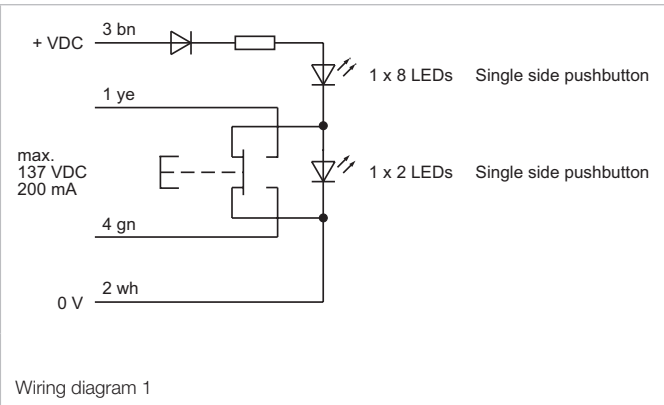 3 bn
+ VDC
1 x 8 LEDs Single side pushbutton
1 ye
max.
137 VDC
200 mA
1 x 2 LEDs Single side pushbutton
4 gn
2 wh
0 V
Wiring diagram 1